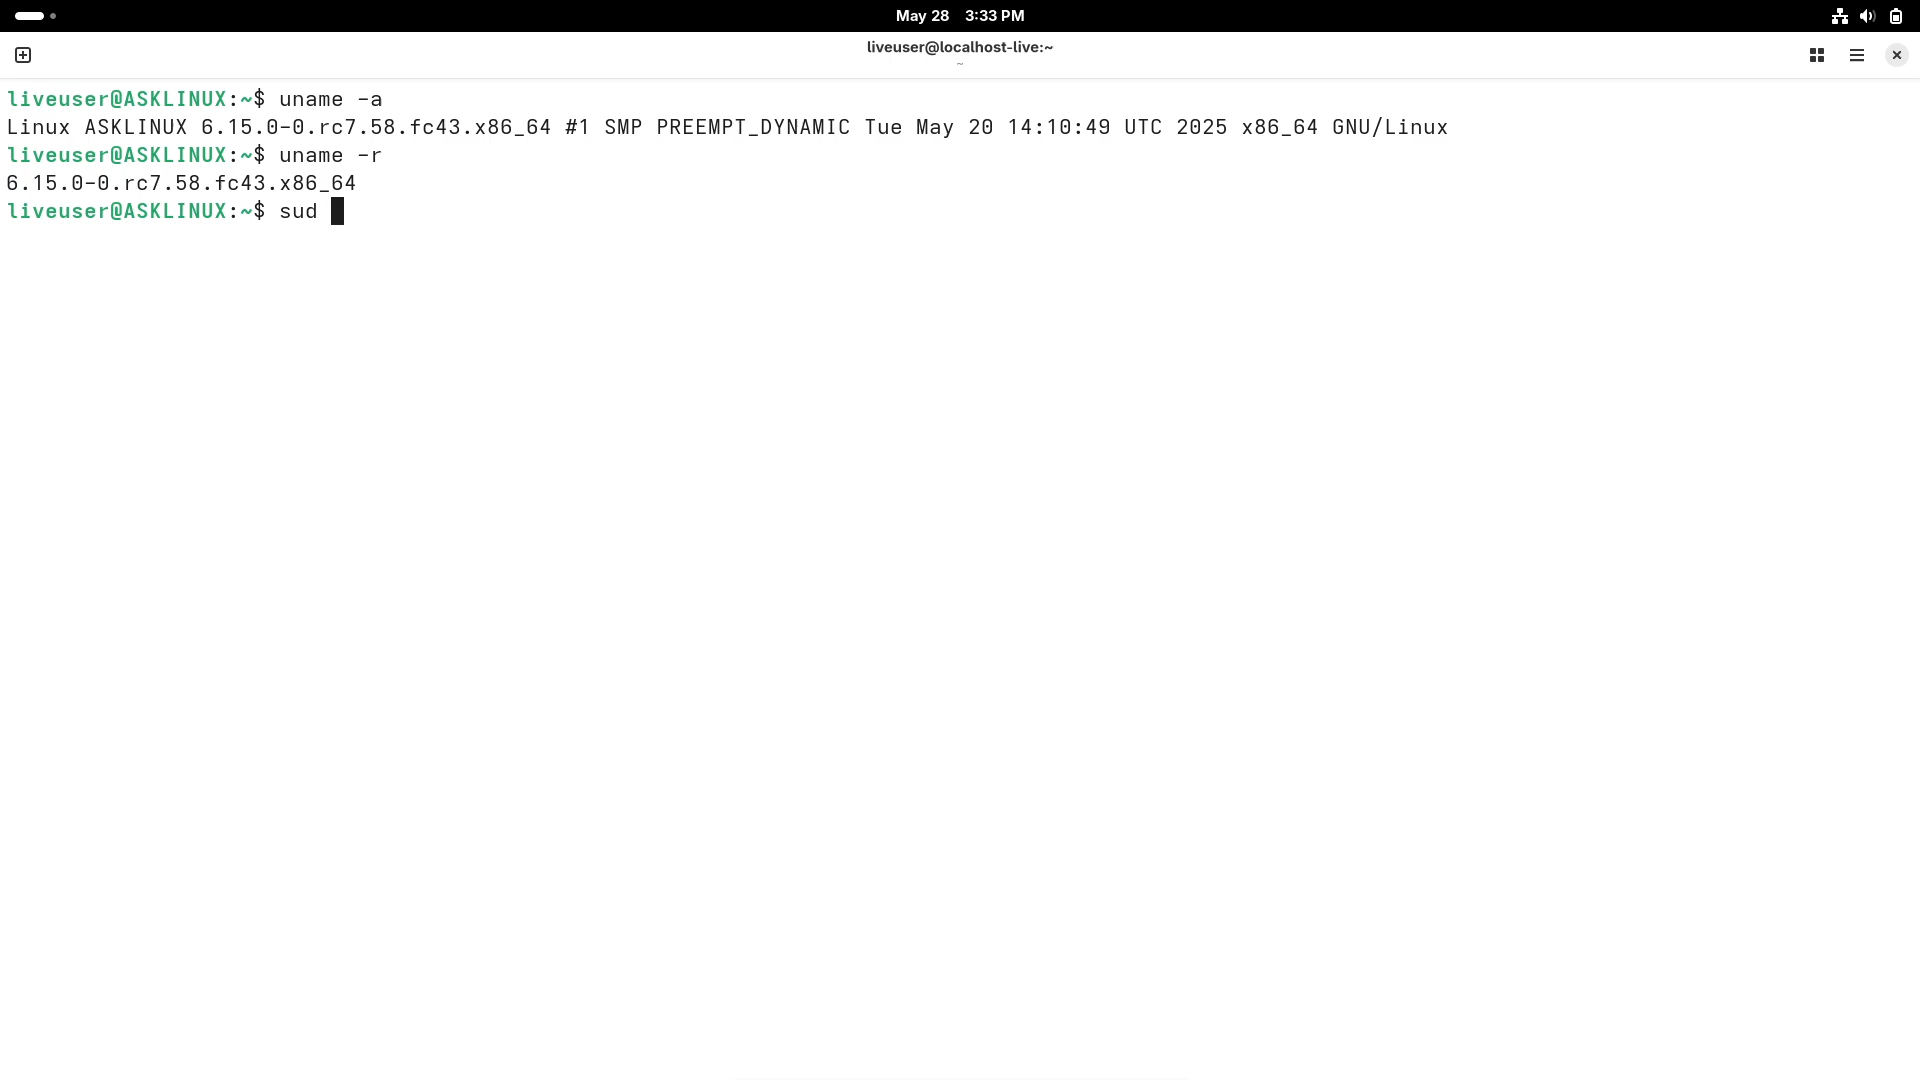 May 28 3:33 PM
liveuser@localhost-live:~
~
liveuser@ASKLINUX:~$ uname -a
Linux ASKLINUX 6.15.0-0.rc7.58.fc43.x86_64 #1 SMP PREEMPT_DYNAMIC Tue May 20 14:10:49 UTC 2025 x86_64 GNU/Linux
liveuser@ASKLINUX:~$ uname -r
6.15.0-0.rc7.58.fc43.x86_64
liveuser@ASKLINUX:~$ sud